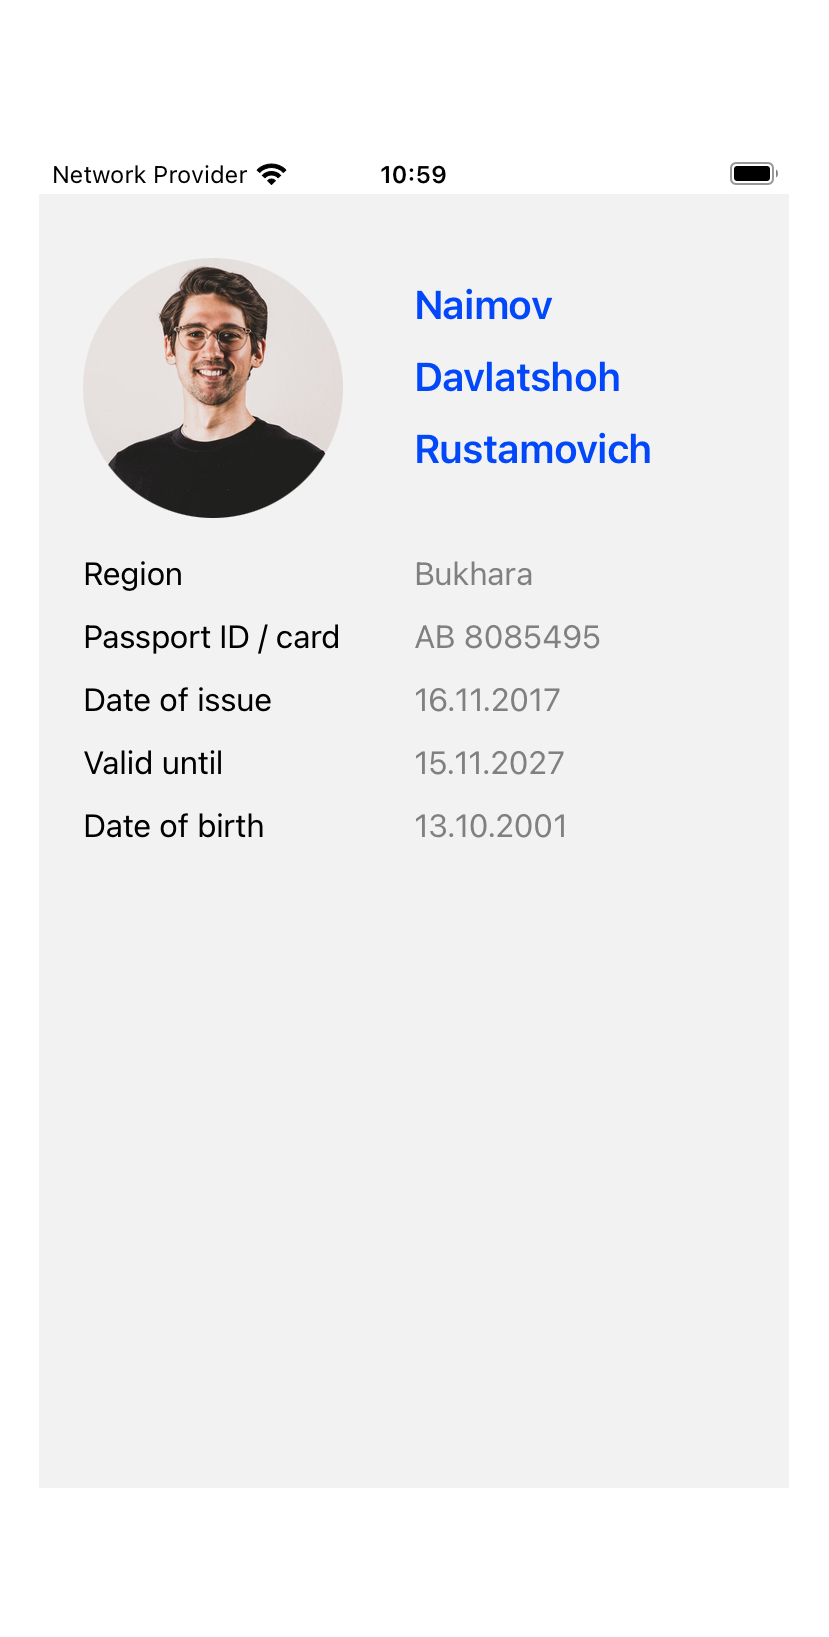 Network Provider 10:59
Naimov
Davlatshoh
Rustamovich
Region Bukhara
Passport ID / card AB 8085495
Date of issue 16.11.2017
Valid until 15.11.2027
Date of birth 13.10.2001